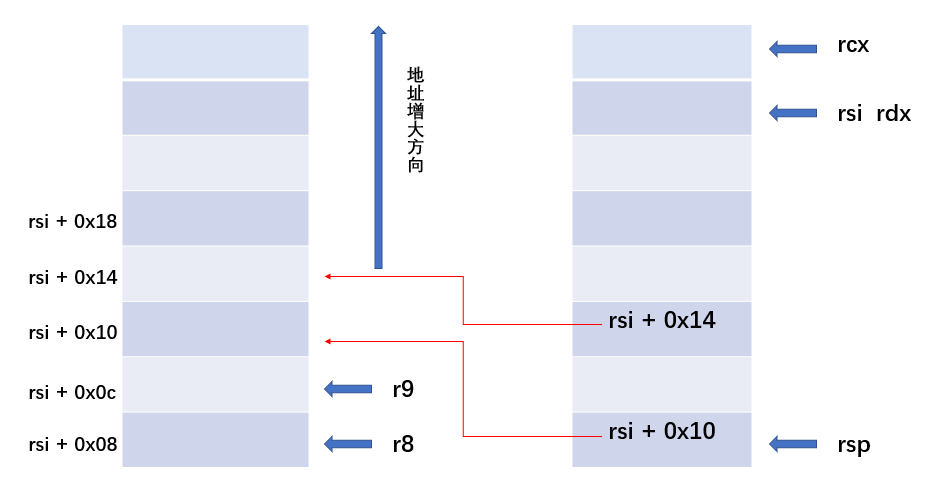 rcx
地址增大方向
rsi rdx
rsi + 0x18
rsi + 0x14
rsi + 0x14
rsi + 0x10
rsi + 0x0c
r9
rsi + 0x10
rsi + 0x08
r8
rsp